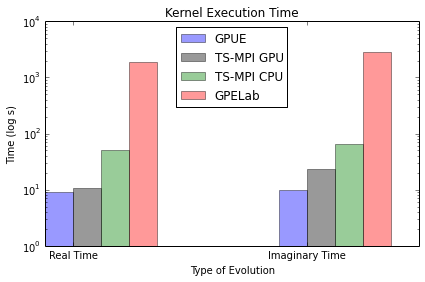 Kernel Execution Time
GPUE
TS-MPI GPU
TS-MPI CPU
GPELab
Time (log s)
10^4
10^3
10^2
10^1
10^0
Real Time
Imaginary Time
Type of Evolution